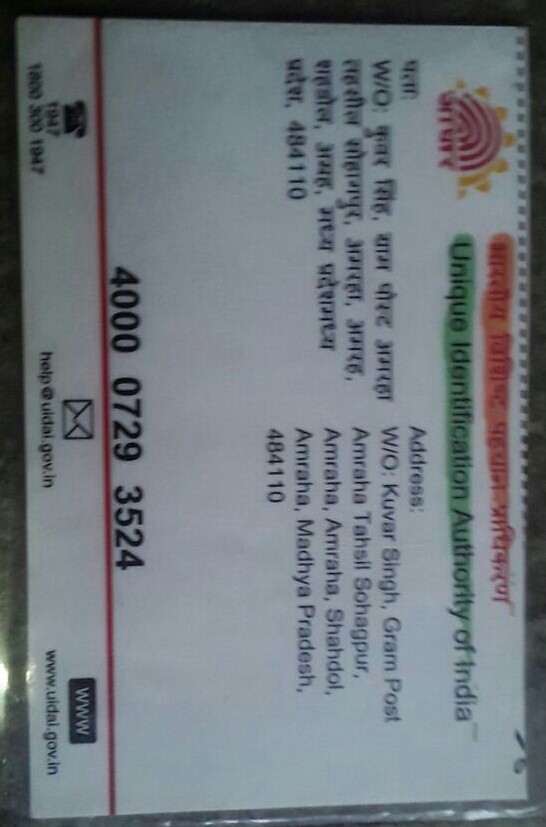 भारतीय विशिष्ट पहचान प्राधिकरण
Unique Identification Authority of India
आधार
पता:
W/O: कुवर सिंह, ग्राम पोस्ट अमरहा
तहसील सोहागपुर, अमरहा, अमरह,
शहडोल, अमरह, मध्य प्रदेशमध्य
प्रदेश, 484110
Address:
W/O: Kuvar Singh, Gram Post
Amraha Tahsil Sohagpur,
Amraha, Amraha, Shahdol,
Amraha, Madhya Pradesh,
484110
4000 0729 3524
1947
1800 300 1947
help@uidai.gov.in
www
www.uidai.gov.in